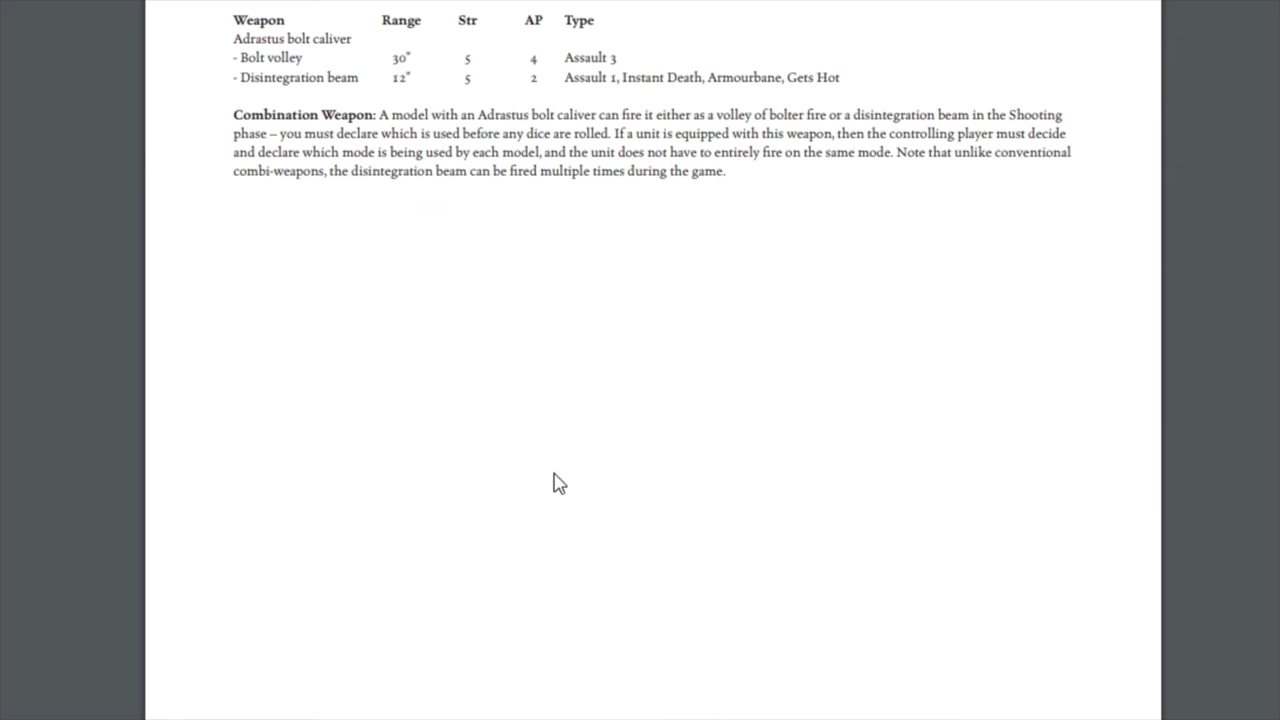 Weapon Range Str AP Type
Adrastus bolt caliver
- Bolt volley 30" 5 4 Assault 3
- Disintegration beam 12" 5 2 Assault 1, Instant Death, Armourbane, Gets Hot
Combination Weapon: A model with an Adrastus bolt caliver can fire it either as a volley of bolter fire or a disintegration beam in the Shooting
phase – you must declare which is used before any dice are rolled. If a unit is equipped with this weapon, then the controlling player must decide
and declare which mode is being used by each model, and the unit does not have to entirely fire on the same mode. Note that unlike conventional
combi-weapons, the disintegration beam can be fired multiple times during the game.